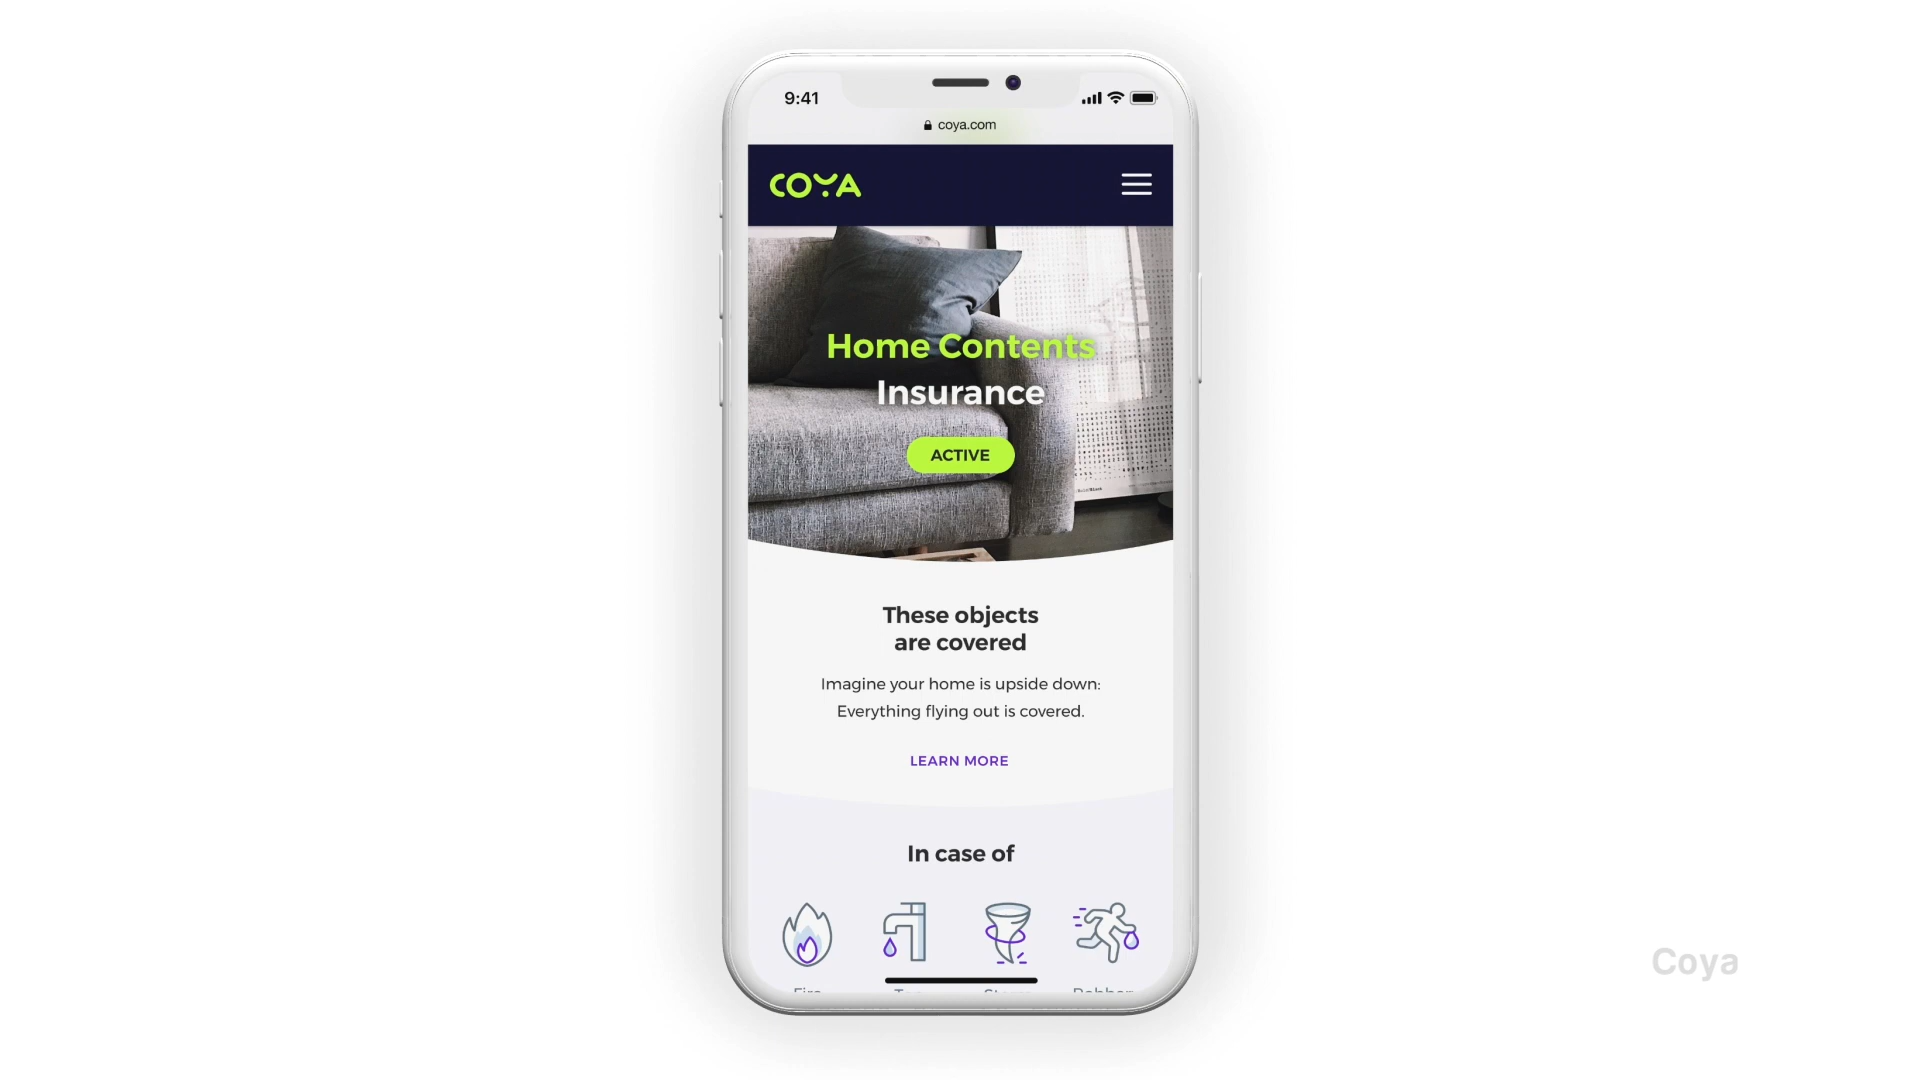 9:41
coya.com
COYA
Home Contents
Insurance
ACTIVE
These objects
are covered
Imagine your home is upside down:
Everything flying out is covered.
LEARN MORE
In case of
Coya